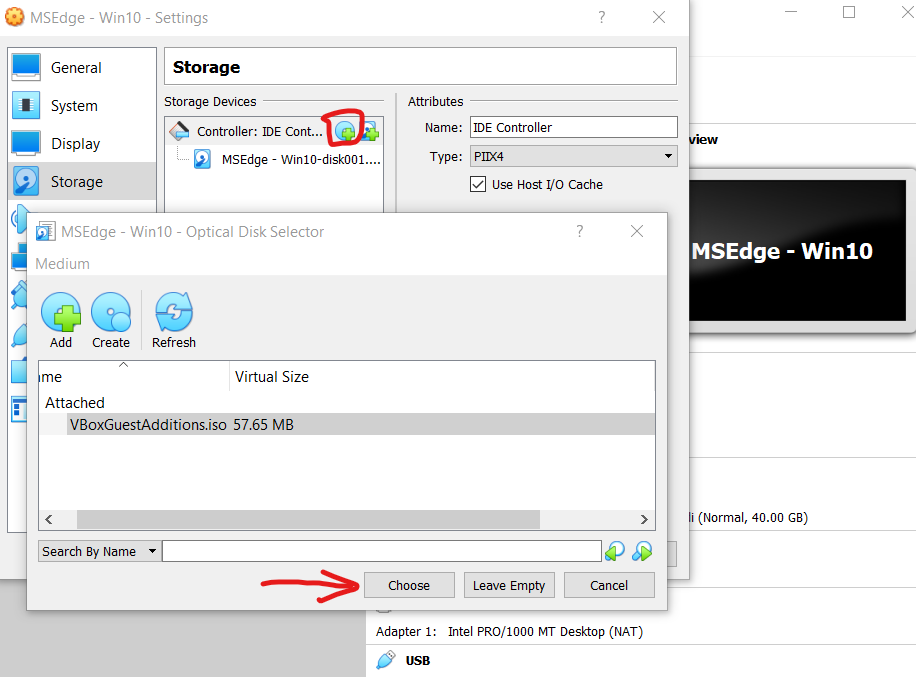 MSEdge - Win10 - Settings
?
General
System
Display
Storage
Storage
Storage Devices
Controller: IDE Cont...
MSEdge - Win10-disk001....
Attributes
Name: IDE Controller
Type: PIIX4
Use Host I/O Cache
MSEdge - Win10 - Optical Disk Selector
?
Medium
Add
Create
Refresh
Virtual Size
Attached
VBoxGuestAdditions.iso 57.65 MB
Search By Name
Choose
Leave Empty
Cancel
MSEdge - Win10
(Normal, 40.00 GB)
Adapter 1: Intel PRO/1000 MT Desktop (NAT)
USB